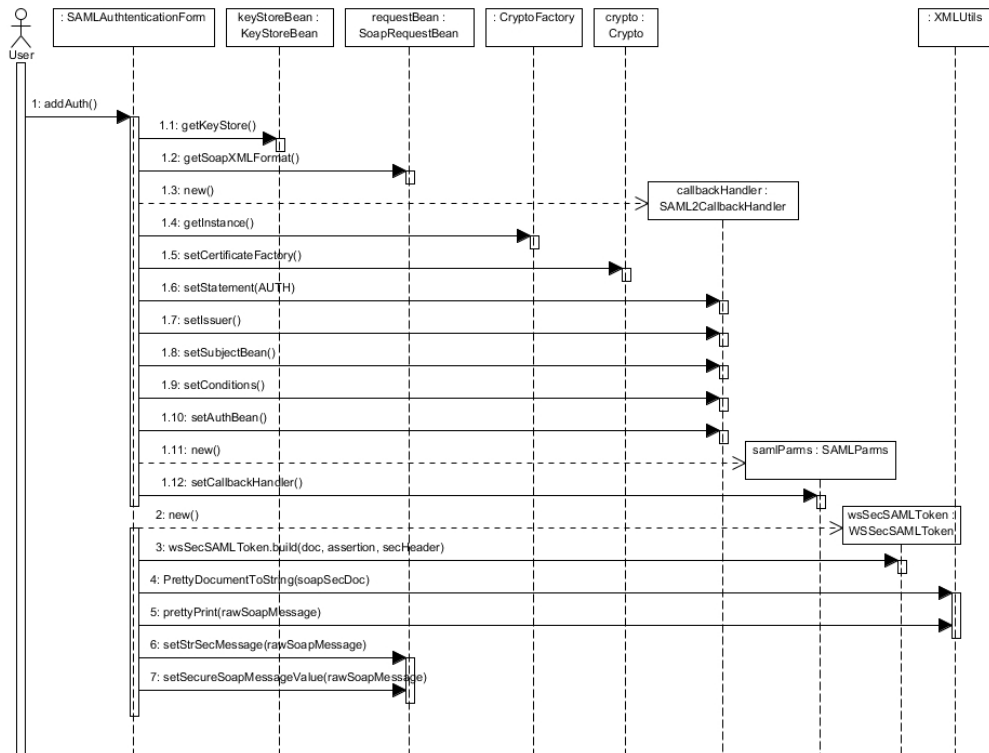 : SAMLAuthtenticationForm
keyStoreBean :
KeyStoreBean
requestBean :
SoapRequestBean
: CryptoFactory
crypto :
Crypto
: XMLUtils
User
1: addAuth()
1.1: getKeyStore()
1.2: getSoapXMLFormat()
1.3: new()
callbackHandler :
SAML2CallbackHandler
1.4: getInstance()
1.5: setCertificateFactory()
1.6: setStatement(AUTH)
1.7: setIssuer()
1.8: setSubjectBean()
1.9: setConditions()
1.10: setAuthBean()
1.11: new()
samlParms : SAMLParms
1.12: setCallbackHandler()
2: new()
wsSecSAMLToken :
WSSecSAMLToken
3: wsSecSAMLToken.build(doc, assertion, secHeader)
4: PrettyDocumentToString(soapSecDoc)
5: prettyPrint(rawSoapMessage)
6: setStrSecMessage(rawSoapMessage)
7: setSecureSoapMessageValue(rawSoapMessage)